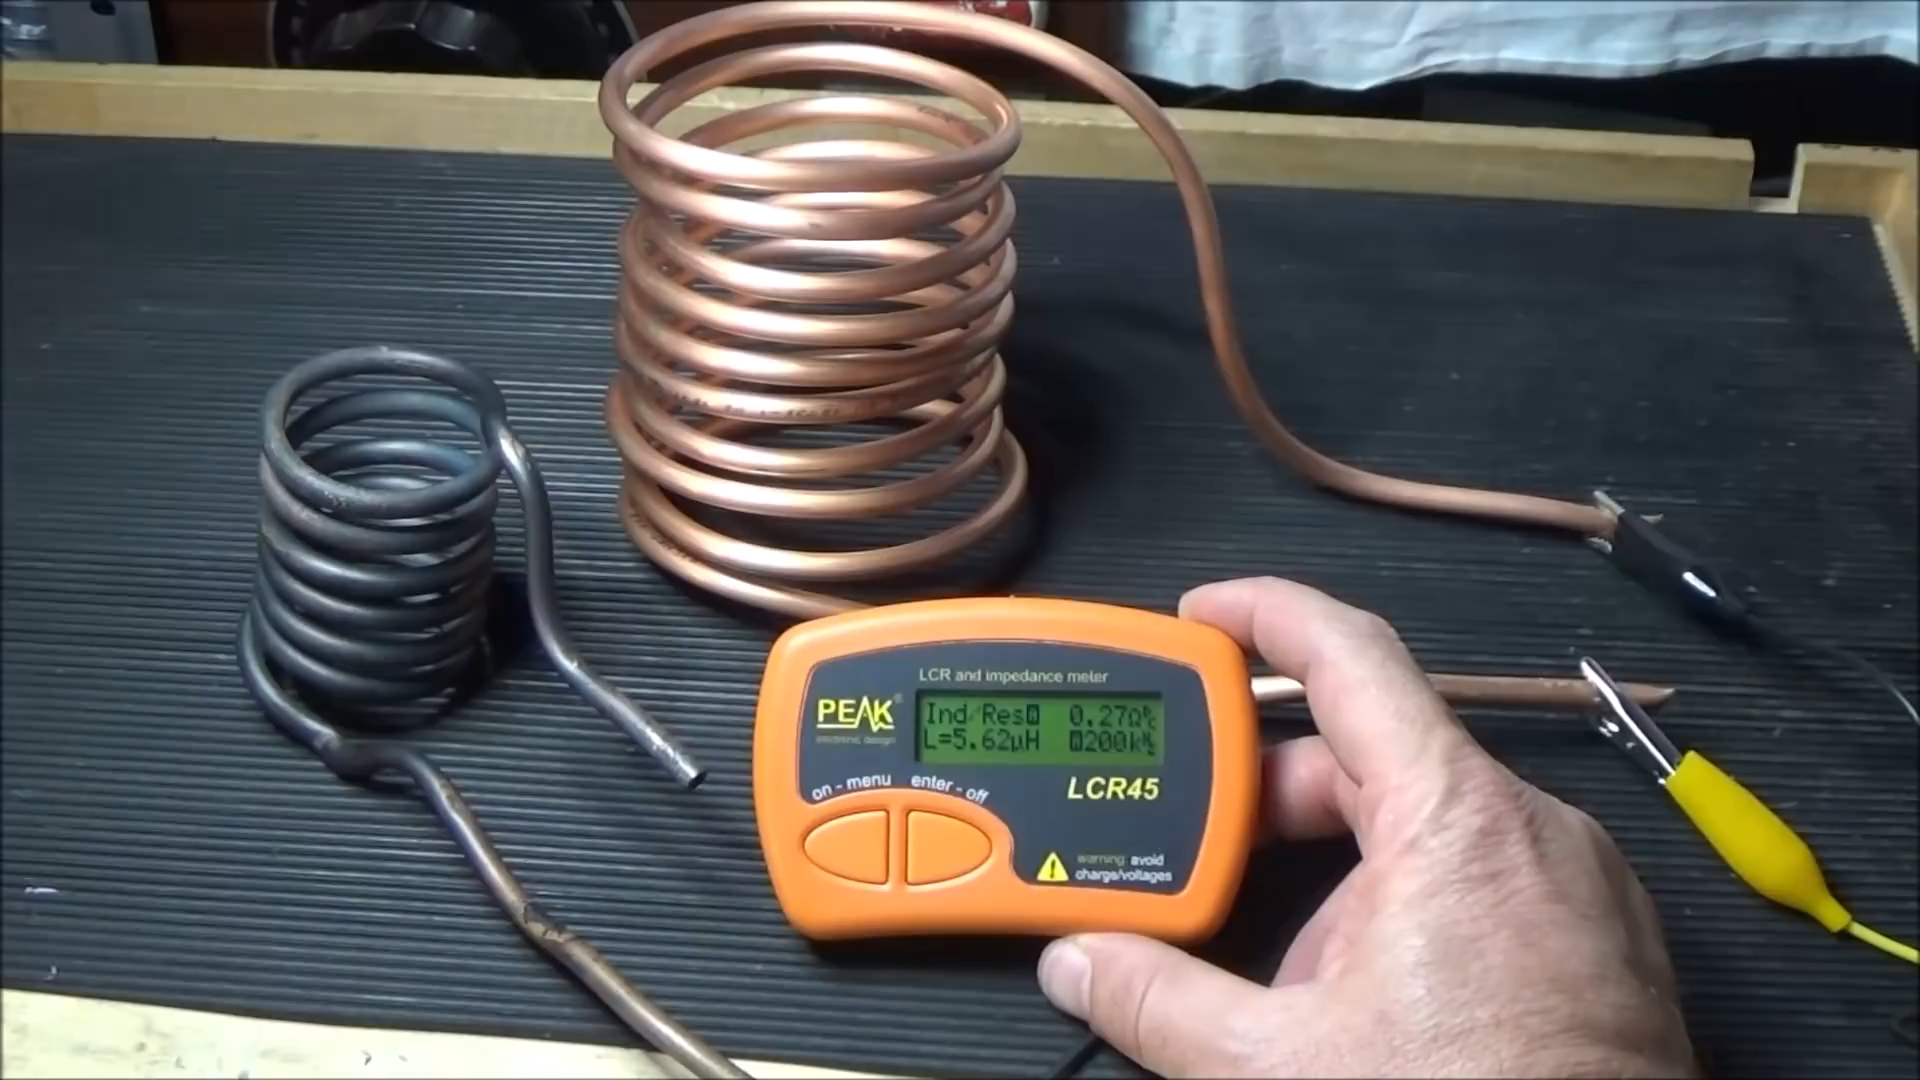 LCR and impedance meter
PEAK®
electronic design
Ind/Res 0.27Ω
L=5.62µH 200k
on - menu enter - off
LCR45
warning: avoid
charge/voltages